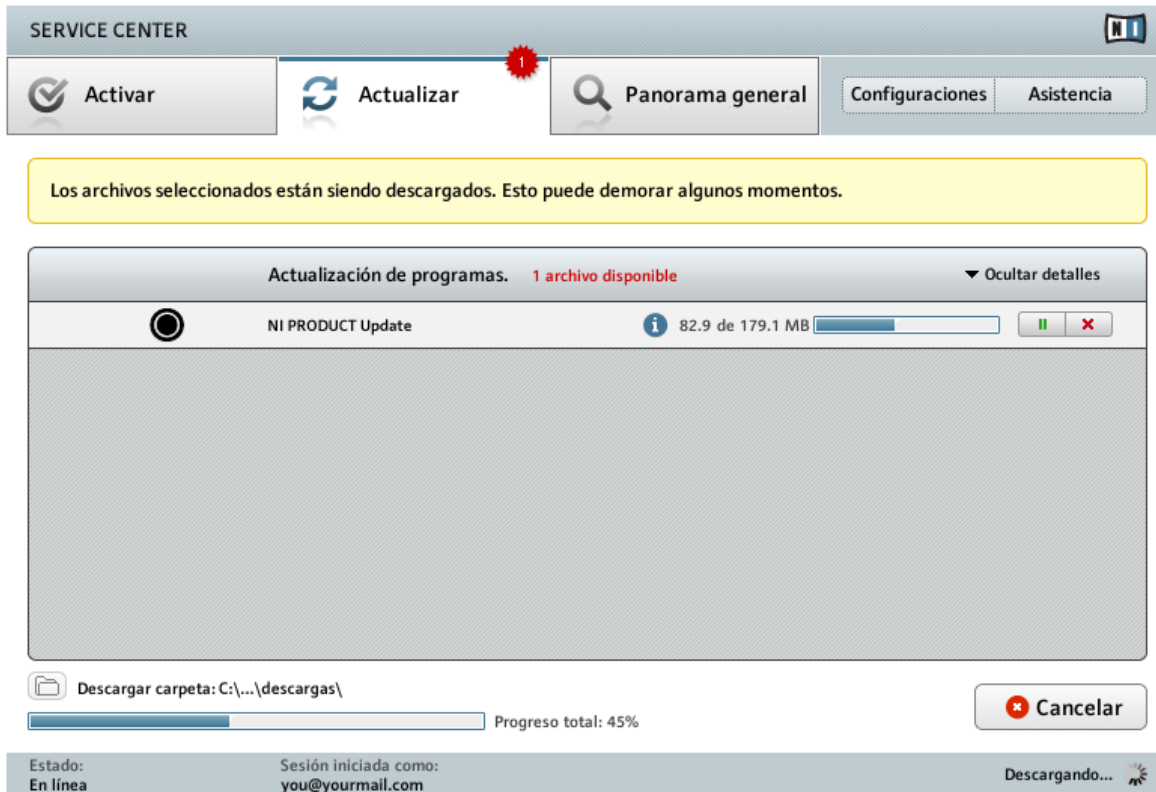 SERVICE CENTER
NI
Activar
Actualizar
1
Panorama general
Configuraciones
Asistencia
Los archivos seleccionados están siendo descargados. Esto puede demorar algunos momentos.
Actualización de programas. 1 archivo disponible
Ocultar detalles
NI PRODUCT Update
i
82.9 de 179.1 MB
Descargar carpeta: C:\...\descargas\
Progreso total: 45%
Cancelar
Estado:
En línea
Sesión iniciada como:
you@yourmail.com
Descargando...